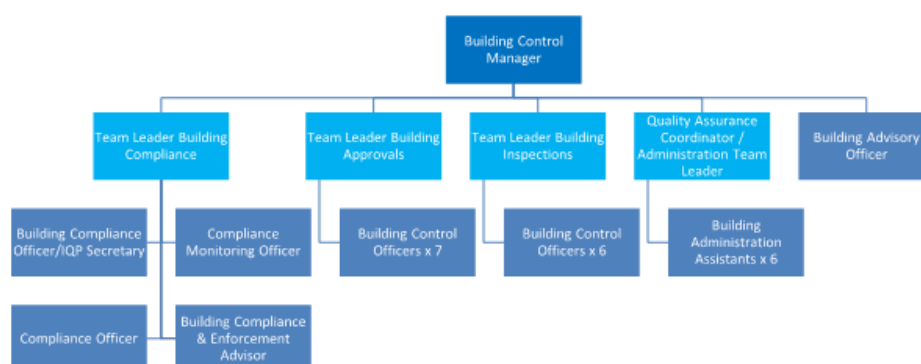 Building Control
Manager
Team Leader Building
Compliance
Team Leader Building
Approvals
Team Leader Building
Inspections
Quality Assurance
Coordinator /
Administration Team
Leader
Building Advisory
Officer
Building Compliance
Officer/IQP Secretary
Compliance
Monitoring Officer
Building Control
Officers x 7
Building Control
Officers x 6
Building
Administration
Assistants x 6
Compliance Officer
Building Compliance
& Enforcement
Advisor